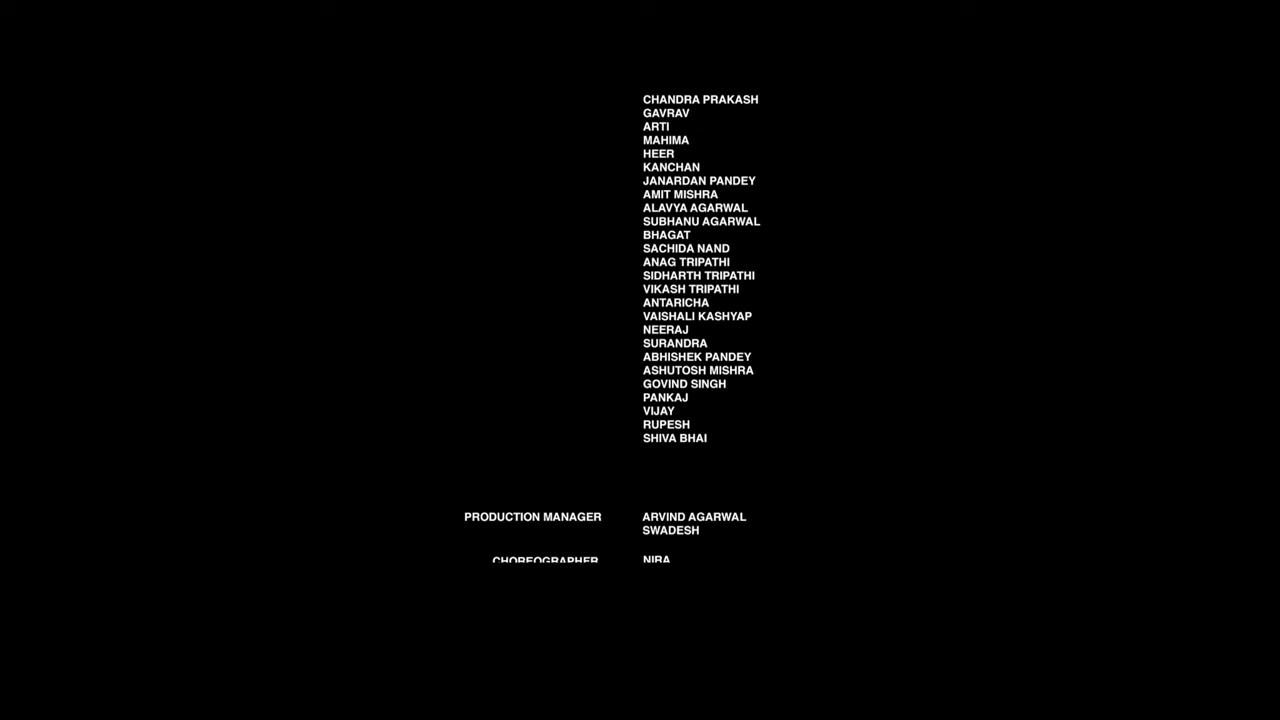 CHANDRA PRAKASH
GAVRAV
ARTI
MAHIMA
HEER
KANCHAN
JANARDAN PANDEY
AMIT MISHRA
ALAVYA AGARWAL
SUBHANU AGARWAL
BHAGAT
SACHIDA NAND
ANAG TRIPATHI
SIDHARTH TRIPATHI
VIKASH TRIPATHI
ANTARICHA
VAISHALI KASHYAP
NEERAJ
SURANDRA
ABHISHEK PANDEY
ASHUTOSH MISHRA
GOVIND SINGH
PANKAJ
VIJAY
RUPESH
SHIVA BHAI
PRODUCTION MANAGER ARVIND AGARWAL
SWADESH
CHOREOGRAPHER NIRA